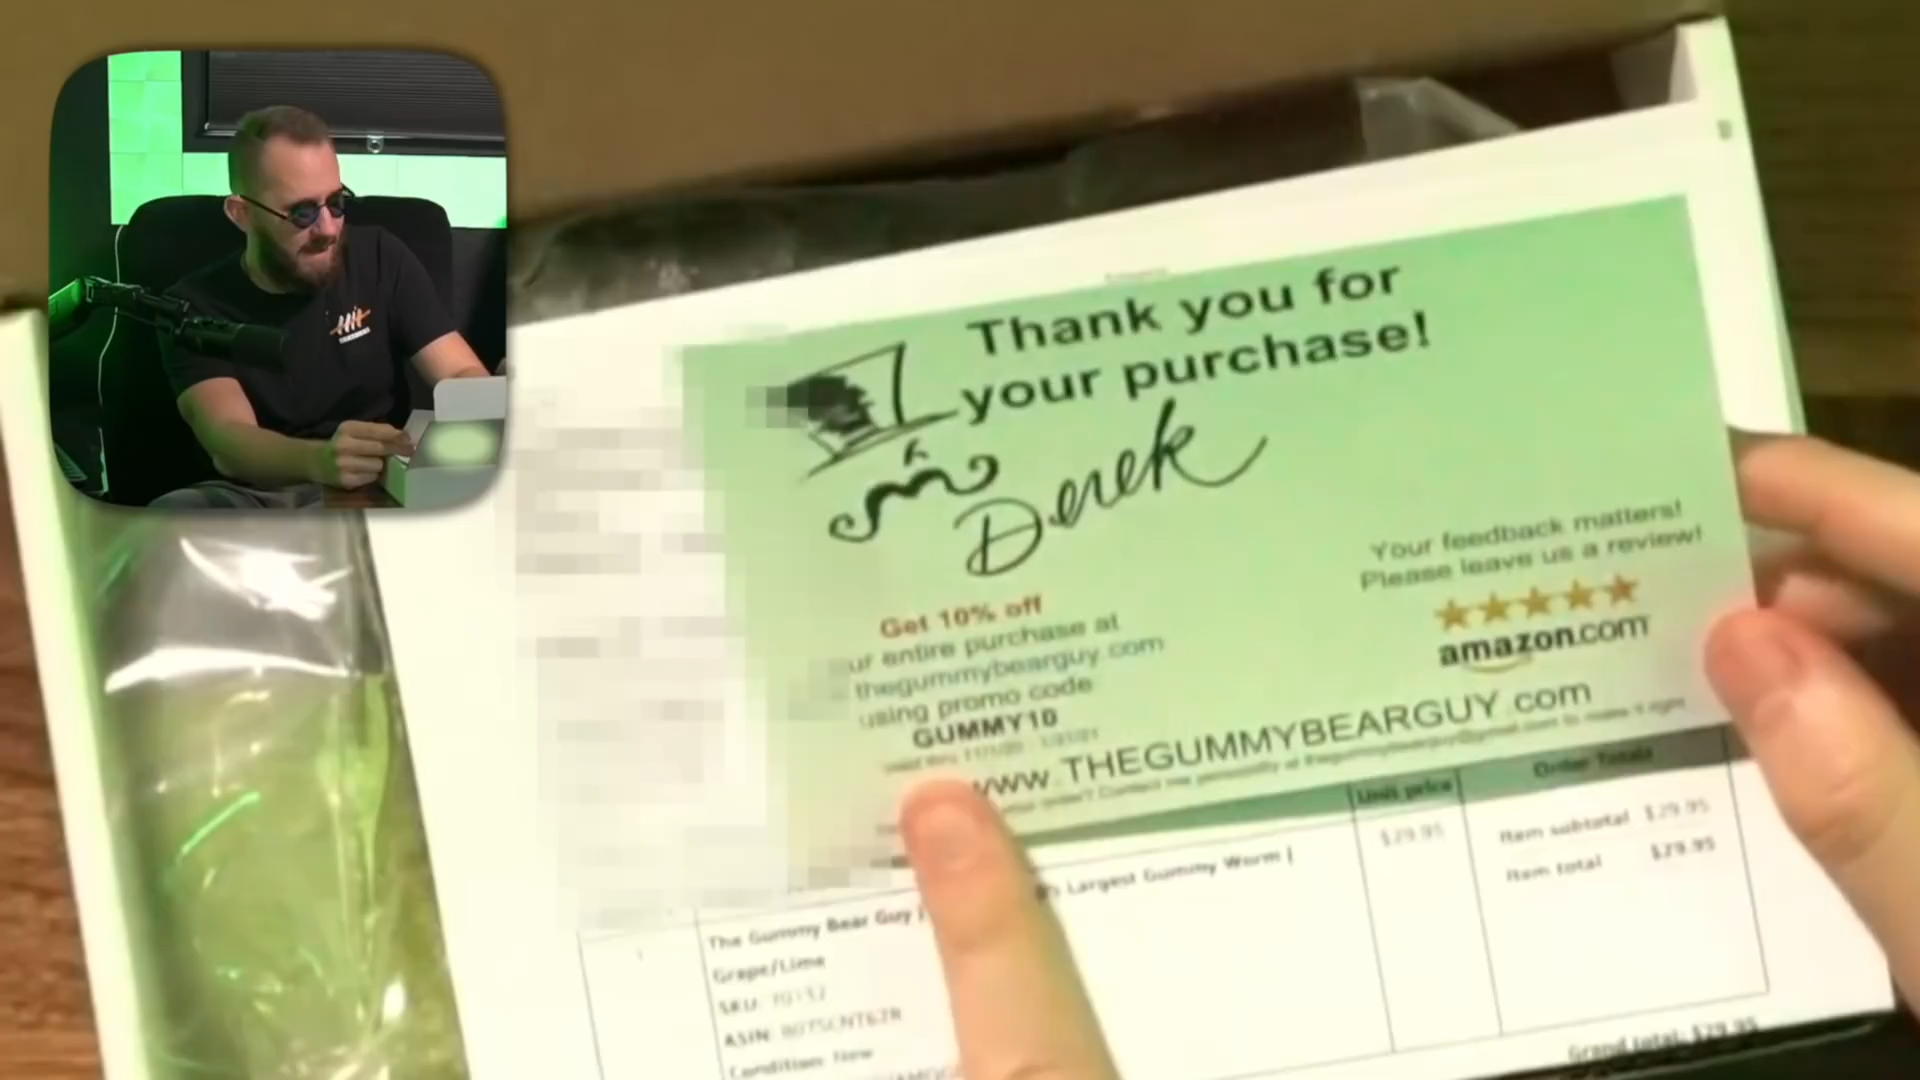 Thank you for
your purchase!
Derek
Get 10% off
ur entire purchase at
thegummybearguy.com
using promo code
GUMMY10
Your feedback matters!
Please leave us a review!
amazon.com
www.THEGUMMYBEARGUY.com
Unit price
Order Totals
The Gummy Bear Guy |
Largest Gummy Worm |
Grape/Lime
SKU:
ASIN:
Condition: New
$29.95
Item subtotal $29.95
Item total $29.95
Grand total: $29.95